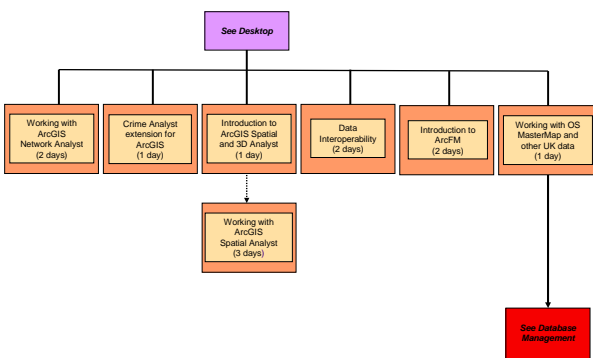 See Desktop
Working with
ArcGIS
Network Analyst
(2 days)
Crime Analyst
extension for
ArcGIS
(1 day)
Introduction to
ArcGIS Spatial
and 3D Analyst
(1 day)
Data
Interoperability
(2 days)
Introduction to
ArcFM
(2 days)
Working with OS
MasterMap and
other UK data
(1 day)
Working with
ArcGIS
Spatial Analyst
(3 days)
See Database
Management